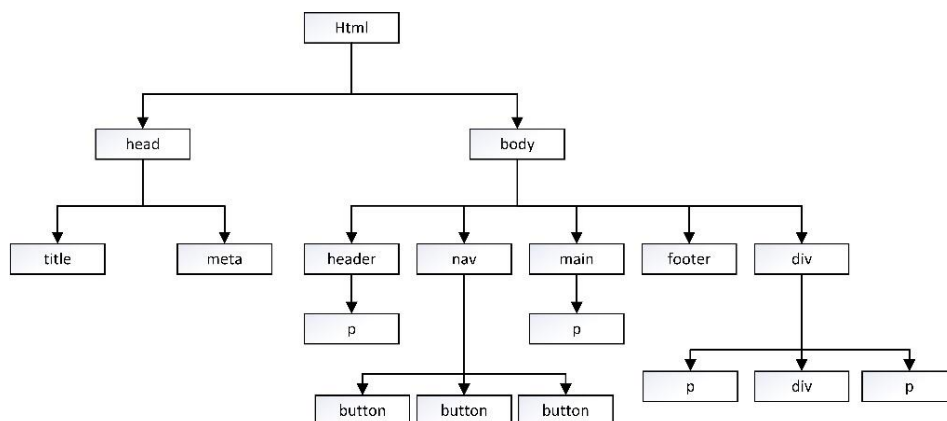 Html
head
body
title
meta
header
nav
main
footer
div
p
p
p
div
p
button
button
button